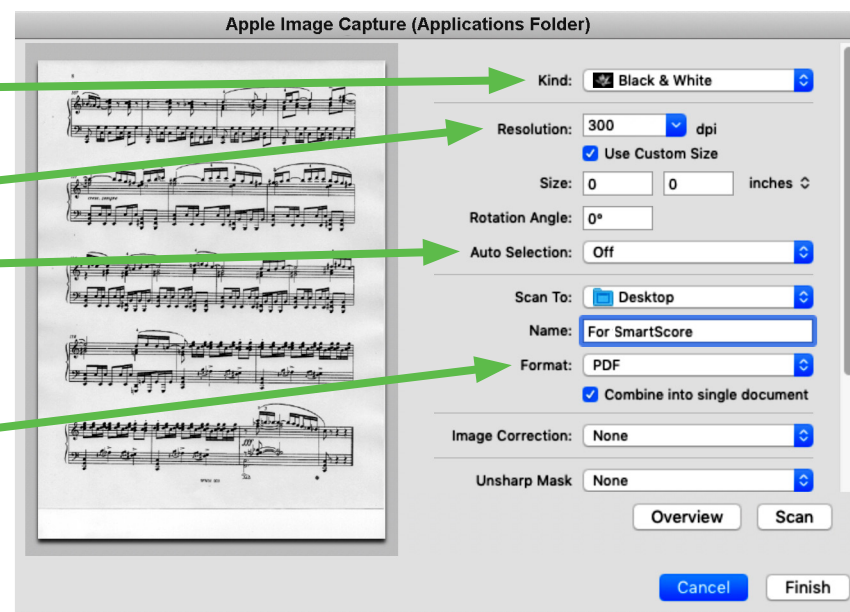 Apple Image Capture (Applications Folder)
Kind: Black & White
Resolution: 300 dpi
Use Custom Size
Size: 0 0 inches
Rotation Angle: 0°
Auto Selection: Off
Scan To: Desktop
Name: For SmartScore
Format: PDF
Combine into single document
Image Correction: None
Unsharp Mask None
Overview Scan
Cancel Finish